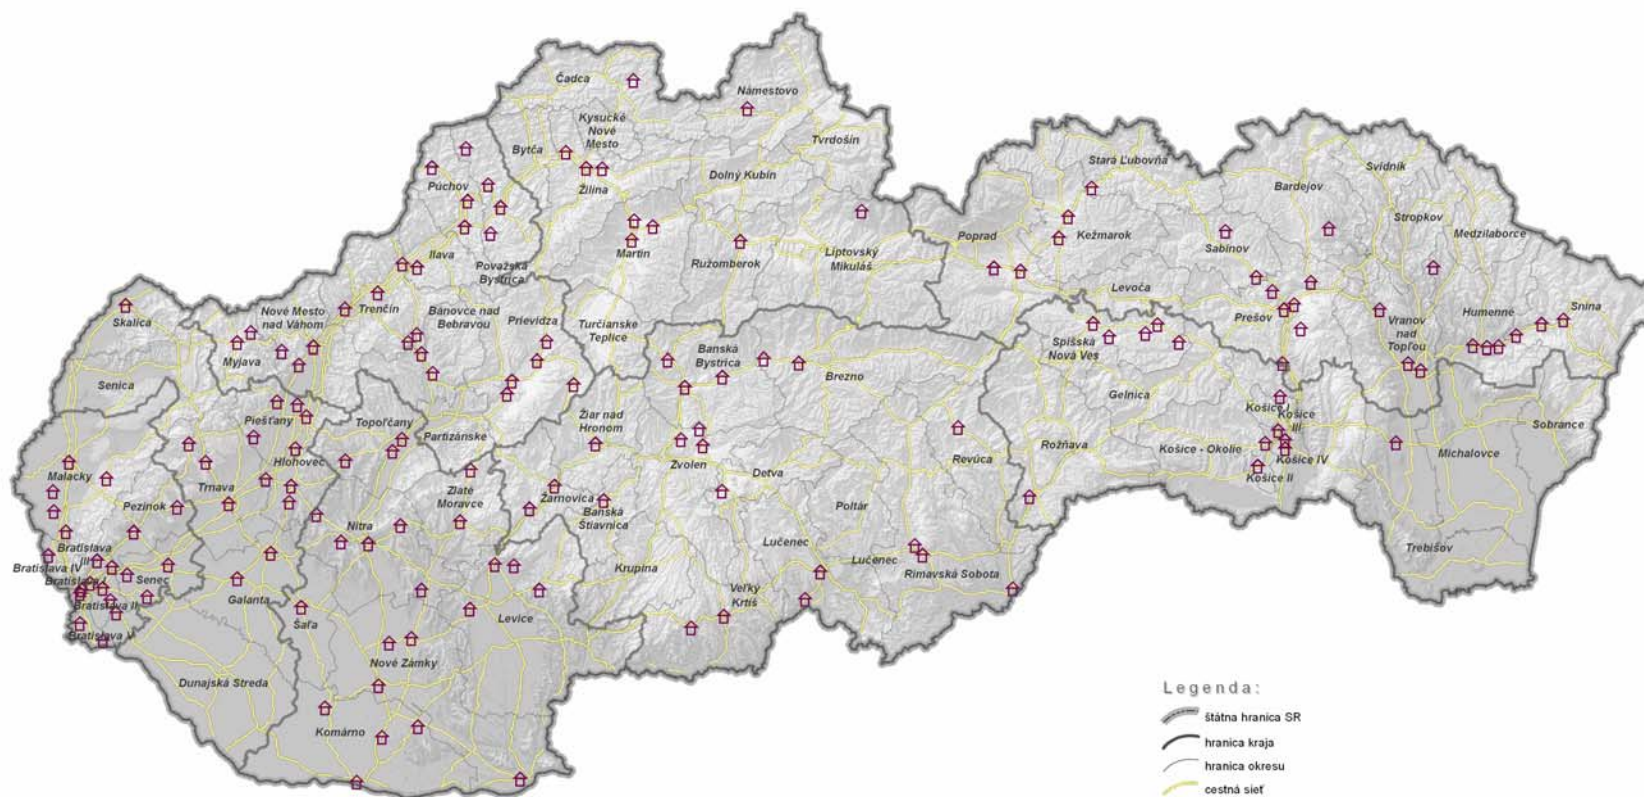 Čadca
Námestovo
Kysucké
Nové
Mesto
Bytča
Tvrdošín
Stará Ľubovňa
Svidník
Púchov
Žilina
Dolný Kubín
Bardejov
Stropkov
Medzilaborce
Poprad
Kežmarok
Sabinov
Ilava
Martin
Ružomberok
Liptovský
Mikuláš
Považská
Bystrica
Levoča
Snina
Skalica
Nové Mesto
nad Váhom
Trenčín
Bánovce nad
Bebravou
Prievidza
Turčianske
Teplice
Prešov
Humenné
Vranov
nad
Topľou
Myjava
Spišská
Nová Ves
Banská
Bystrica
Brezno
Senica
Gelnica
Piešťany
Topoľčany
Partizánske
Žiar nad
Hronom
Košice I
Košice
III
Sobrance
Hlohovec
Rožňava
Košice - Okolie
Košice IV
Michalovce
Malacky
Trnava
Zvolen
Detva
Revúca
Košice II
Pezinok
Zlaté
Moravce
Žarnovica
Banská
Štiavnica
Poltár
Nitra
Bratislava
III
Lučenec
Trebišov
Bratislava IV
Bratislava I
Senec
Krupina
Lučenec
Rimavská Sobota
Galanta
Bratislava II
Veľký
Krtíš
Šaľa
Levice
Bratislava V
Nové Zámky
Dunajská Streda
Komárno
Legenda:
štátna hranica SR
hranica kraja
hranica okresu
cestná sieť